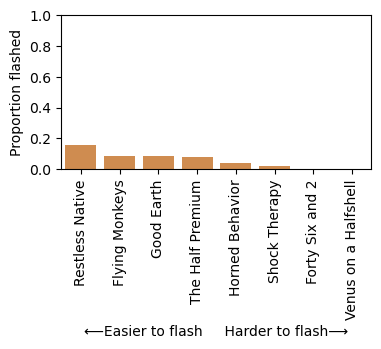 Proportion flashed
1.0
0.8
0.6
0.4
0.2
0.0
Restless Native
Flying Monkeys
Good Earth
The Half Premium
Horned Behavior
Shock Therapy
Forty Six and 2
Venus on a Halfshell
⟵Easier to flash     Harder to flash⟶